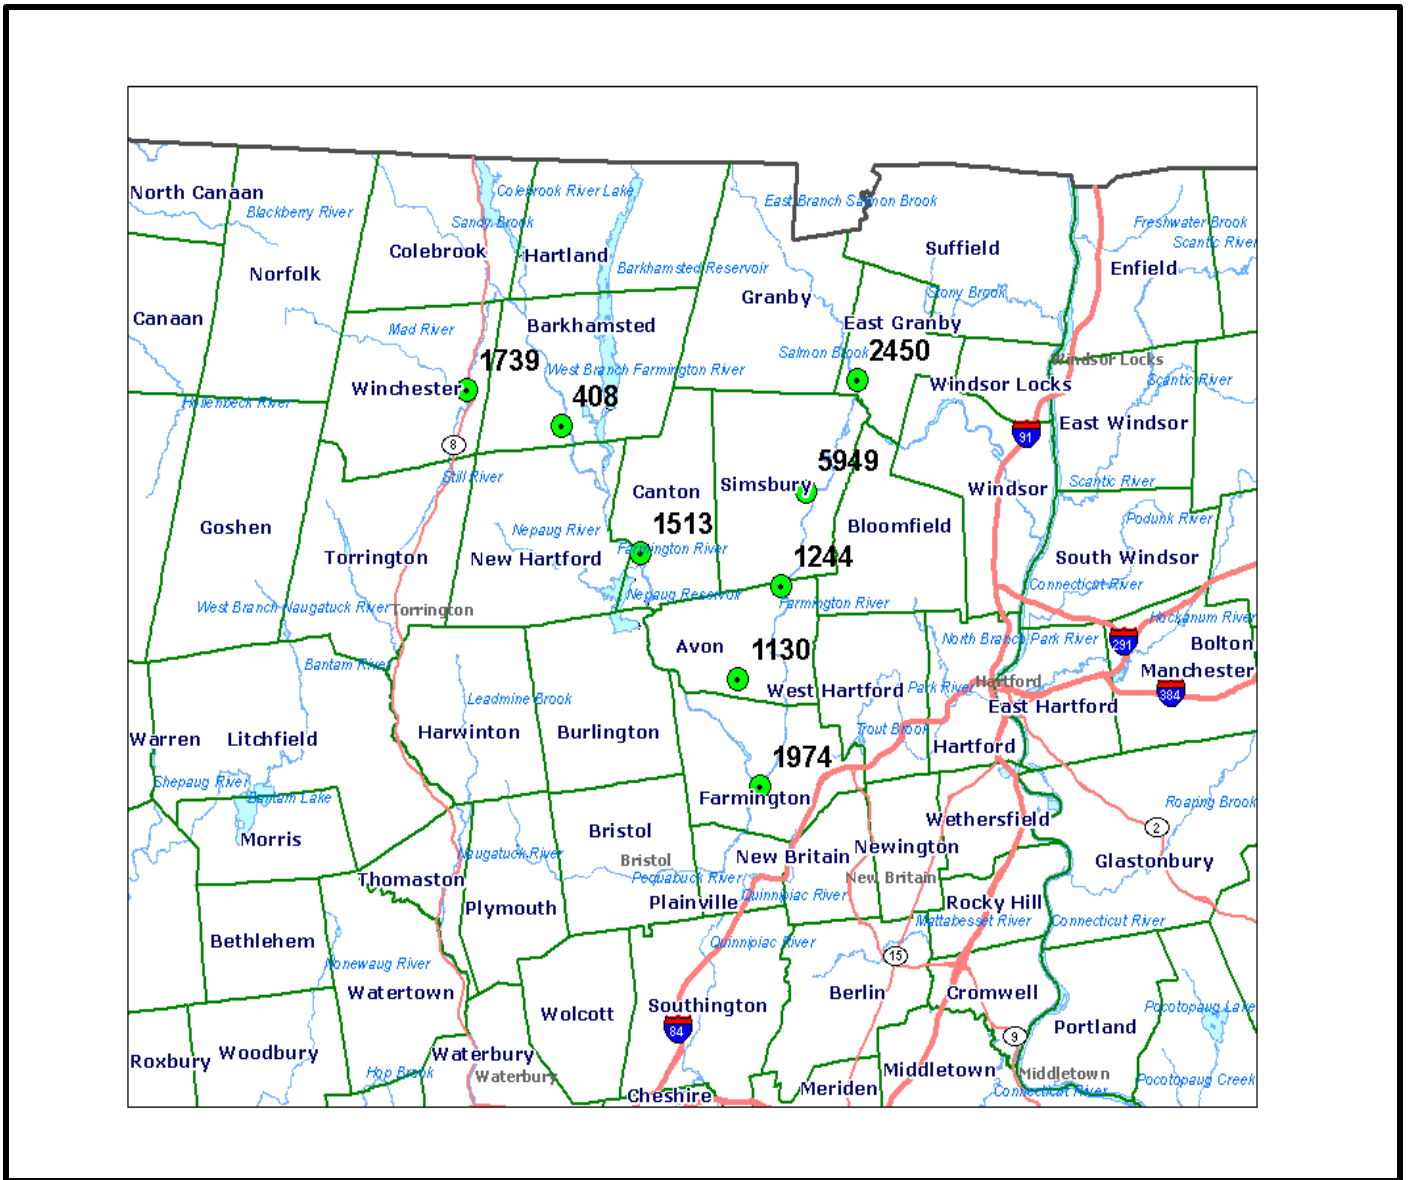 North Canaan
Blackberry River
Colebrook River Lake
East Branch Salmon Brook
Sandy Brook
Freshwater Brook
Scantic River
Colebrook
Hartland
Suffield
Norfolk
Barkhamsted Reservoir
Enfield
Granby
Stony Brook
Canaan
Mad River
Barkhamsted
East Granby
1739
Salmon Brook
2450
Windsor Locks
West Branch Farmington River
Winchester
408
Windsor Locks
Scantic River
Hollenbeck River
East Windsor
8
91
5949
Still River
Canton
Simsbury
Windsor
Scantic River
Goshen
Nepaug River
1513
Bloomfield
Podunk River
Torrington
New Hartford
Farmington River
1244
South Windsor
Connecticut River
West Branch Naugatuck River
Torrington
Nepaug Reservoir
Farmington River
Hockanum River
Avon
1130
North Branch Park River
291
Bolton
Bantam River
Manchester
Leadmine Brook
West Hartford
Park River
Hartford
384
East Hartford
Warren
Litchfield
Harwinton
Burlington
Trout Brook
Hartford
1974
Shepaug River
Bantam Lake
Farmington
Roaring Brook
Morris
Bristol
Wethersfield
2
Naugatuck River
Bristol
New Britain
Newington
Glastonbury
Thomaston
Pequabuck River
New Britain
Plymouth
Plainville
Quinnipiac River
Rocky Hill
Mattabesset River
Connecticut River
Bethlehem
Quinnipiac River
Nonewaug River
15
Watertown
Wolcott
Southington
Berlin
Cromwell
Pocotopaug Lake
84
Portland
9
Roxbury
Woodbury
Waterbury
Waterbury
Hop Brook
Middletown
Middletown
Pocotopaug Creek
Cheshire
Meriden
Connecticut River